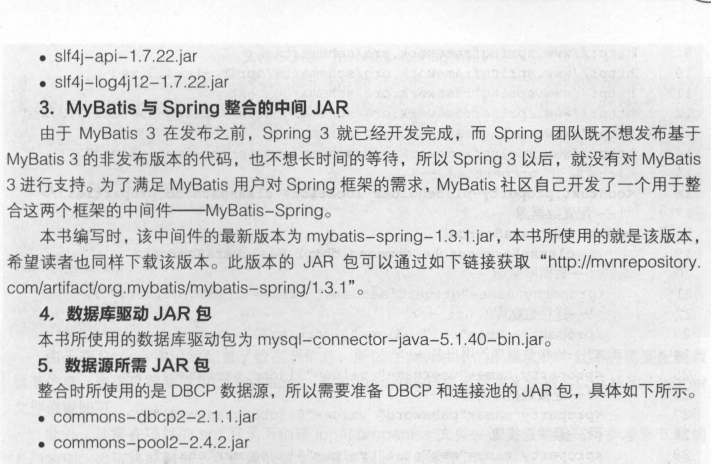 • slf4j-api-1.7.22.jar
• slf4j-log4j12-1.7.22.jar
3. MyBatis 与 Spring 整合的中间 JAR
由于 MyBatis 3 在发布之前，Spring 3 就已经开发完成，而 Spring 团队既不想发布基于
MyBatis 3 的非发布版本的代码，也不想长时间的等待，所以 Spring 3 以后，就没有对 MyBatis
3 进行支持。为了满足 MyBatis 用户对 Spring 框架的需求，MyBatis 社区自己开发了一个用于整
合这两个框架的中间件——MyBatis-Spring。
本书编写时，该中间件的最新版本为 mybatis-spring-1.3.1.jar，本书所使用的就是该版本，
希望读者也同样下载该版本。此版本的 JAR 包可以通过如下链接获取“http://mvnrepository.
com/artifact/org.mybatis/mybatis-spring/1.3.1”。
4. 数据库驱动 JAR 包
本书所使用的数据库驱动包为 mysql-connector-java-5.1.40-bin.jar。
5. 数据源所需 JAR 包
整合时所使用的是 DBCP 数据源，所以需要准备 DBCP 和连接池的 JAR 包，具体如下所示。
• commons-dbcp2-2.1.1.jar
• commons-pool2-2.4.2.jar